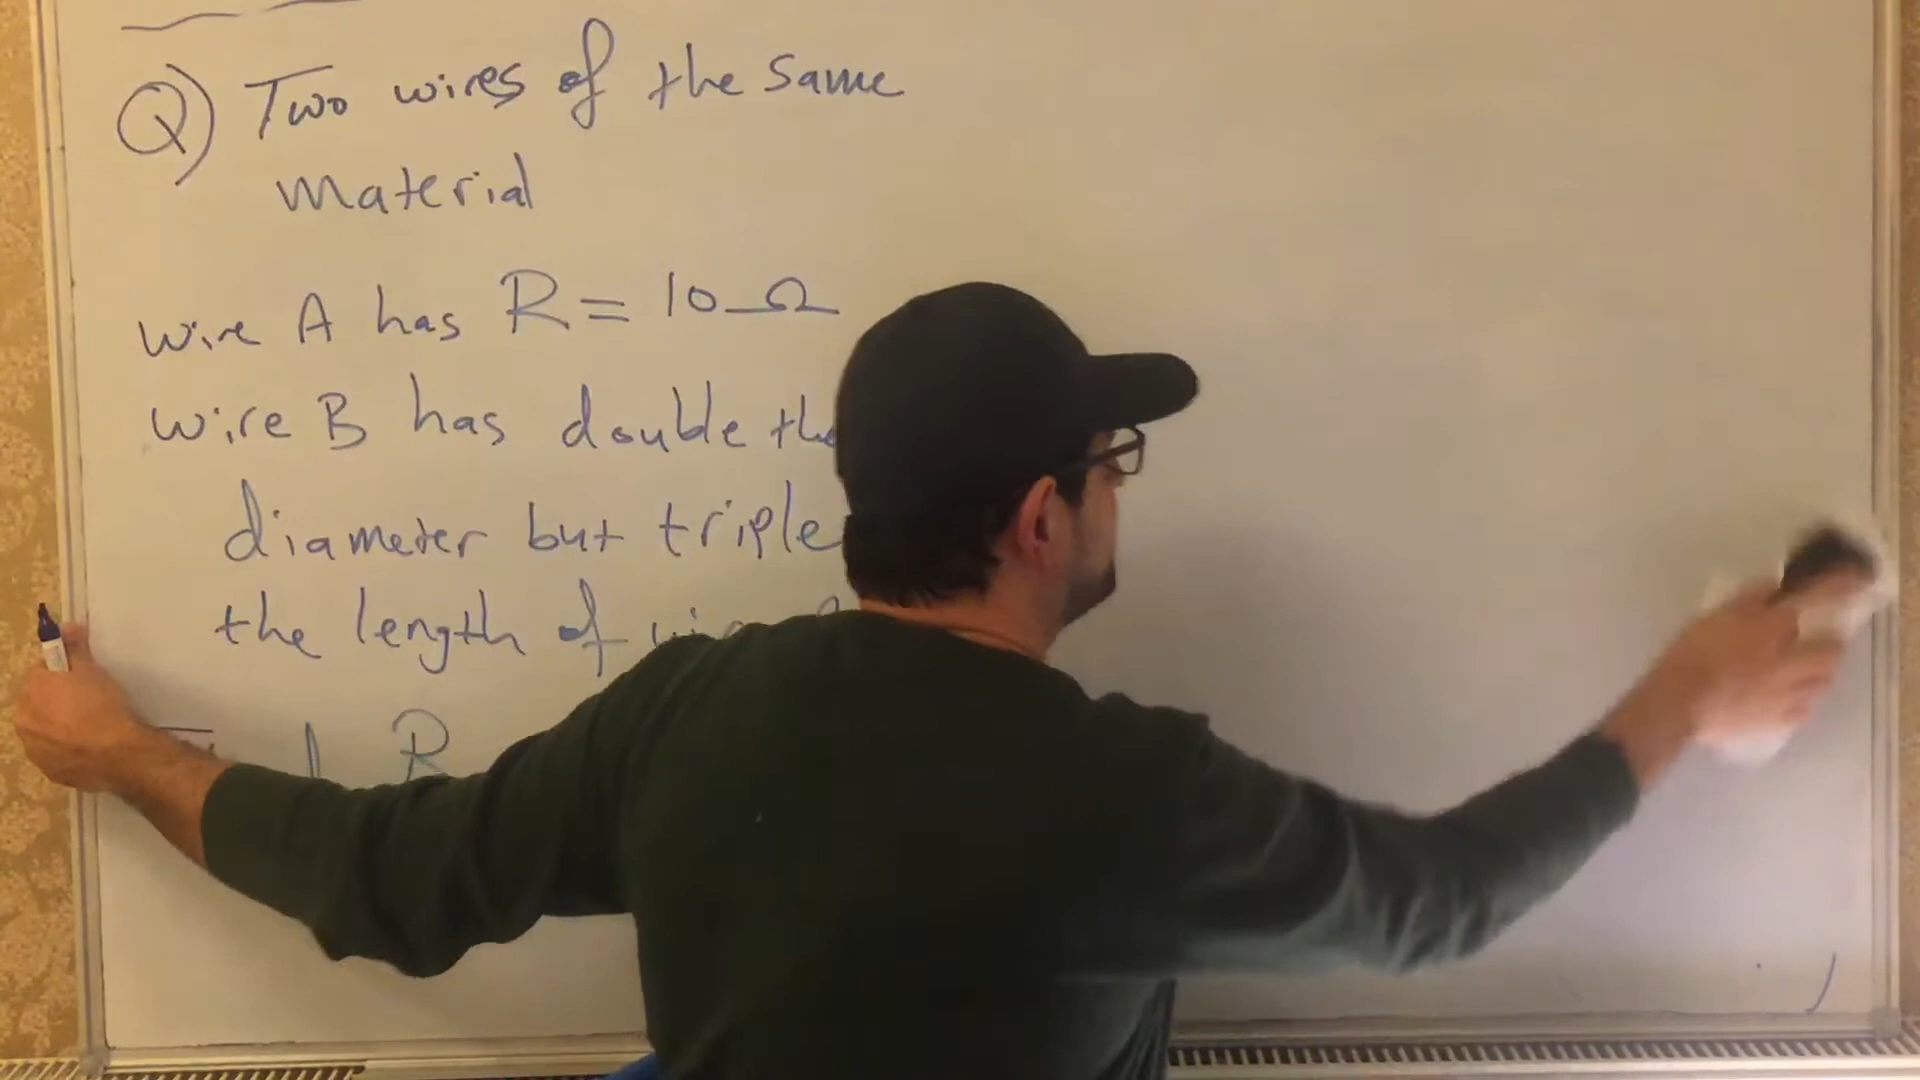 Q) Two wires of the same
material
wire A has R = 10 Ω
wire B has double the
diameter but triple
the length of
R